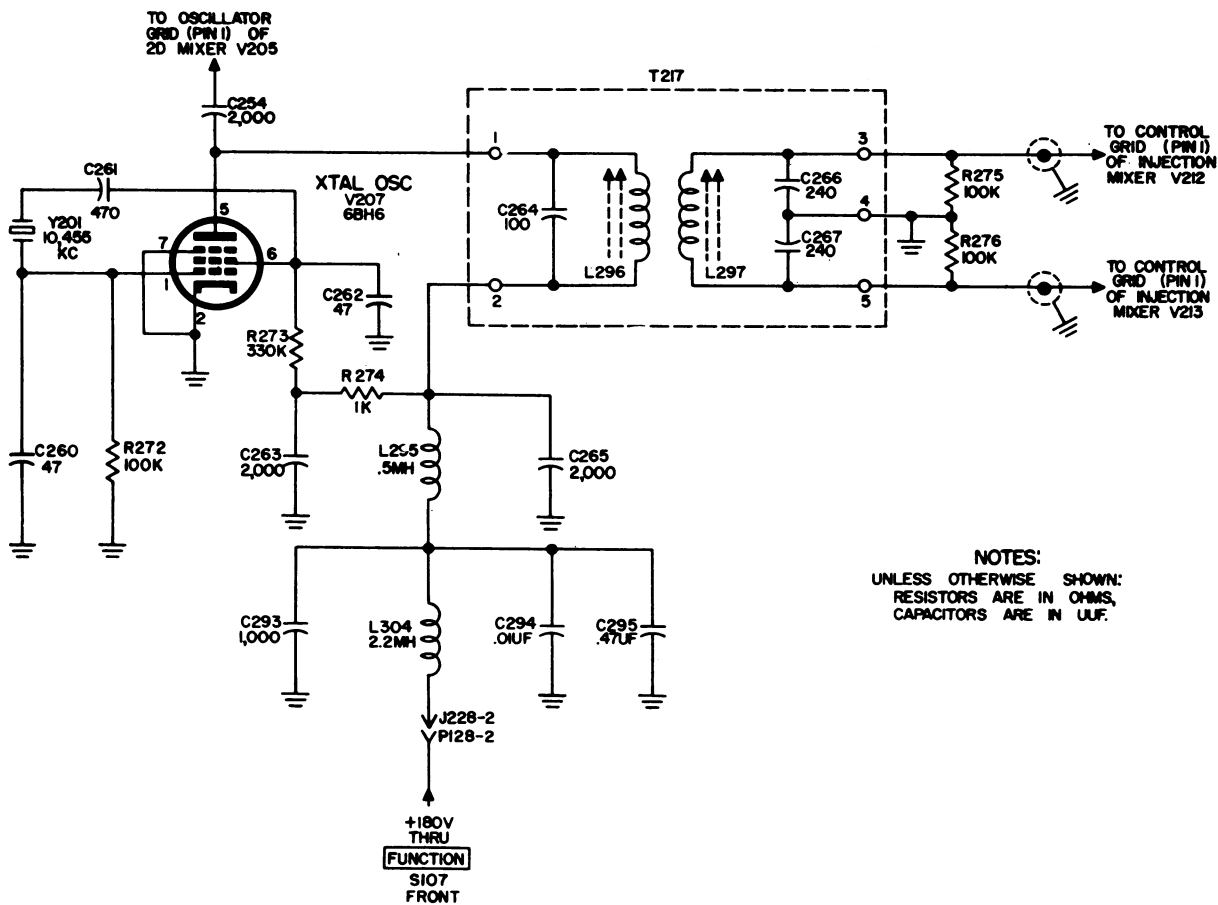 TO OSCILLATOR
GRID (PIN 1) OF
2D MIXER V205
C254
2,000
T217
1
3
TO CONTROL
GRID (PIN 1)
OF INJECTION
MIXER V212
C261
470
XTAL OSC
V207
6BH6
5
C266
240
R275
100K
Y201
10,455
KC
C264
100
4
7
6
1
C267
240
R276
100K
L296
L297
2
C262
47
2
5
TO CONTROL
GRID (PIN 1)
OF INJECTION
MIXER V213
R273
330K
R274
1K
C260
47
R272
100K
C263
2,000
L295
.5MH
C265
2,000
NOTES:
UNLESS OTHERWISE SHOWN:
RESISTORS ARE IN OHMS,
CAPACITORS ARE IN UUF.
C293
1,000
L304
2.2MH
C294
.01UF
C295
.47UF
J228-2
P128-2
+180V
THRU
FUNCTION
S107
FRONT